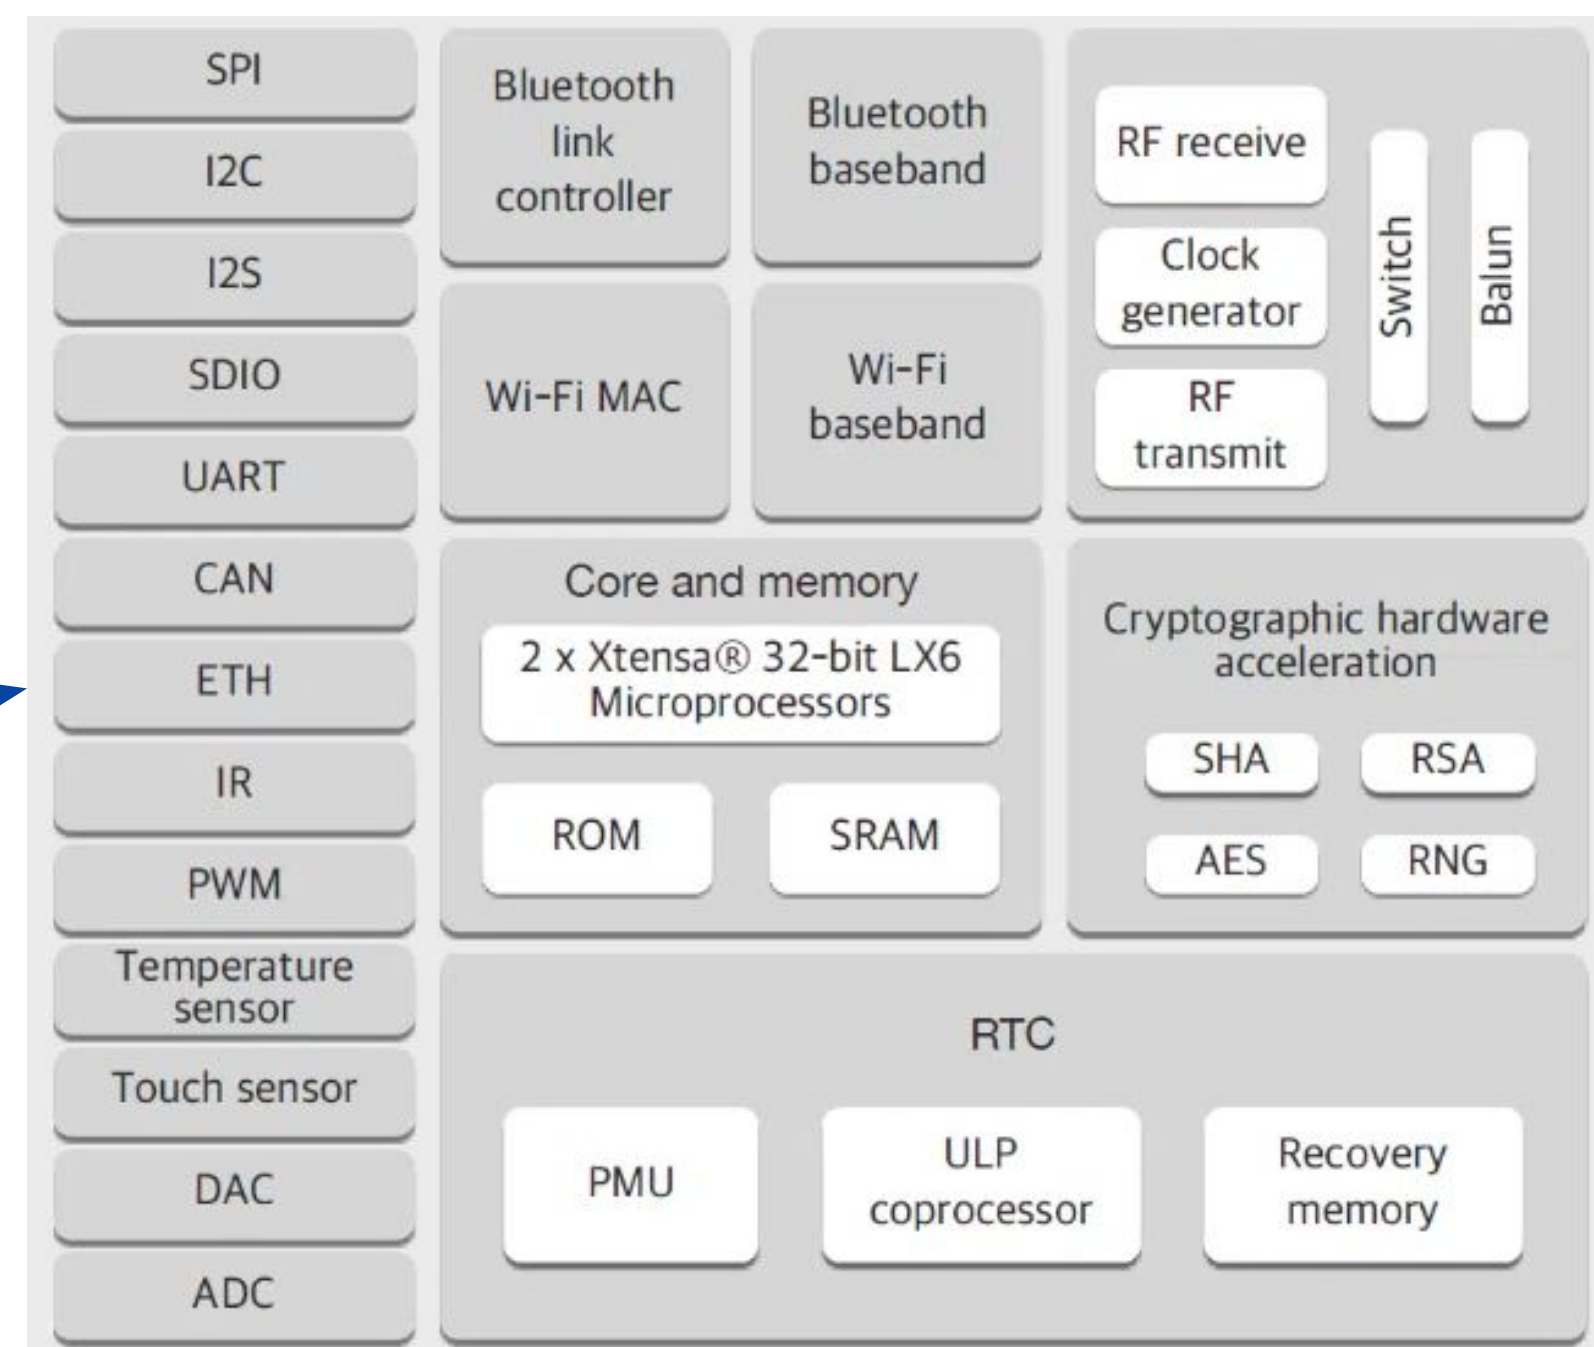 SPI
I2C
I2S
SDIO
UART
CAN
ETH
IR
PWM
Temperature
sensor
Touch sensor
DAC
ADC
Bluetooth
link
controller
Bluetooth
baseband
Wi-Fi MAC
Wi-Fi
baseband
RF receive
Clock
generator
RF
transmit
Switch
Balun
Core and memory
2 x Xtensa® 32-bit LX6
Microprocessors
ROM
SRAM
Cryptographic hardware
acceleration
SHA
RSA
AES
RNG
RTC
PMU
ULP
coprocessor
Recovery
memory